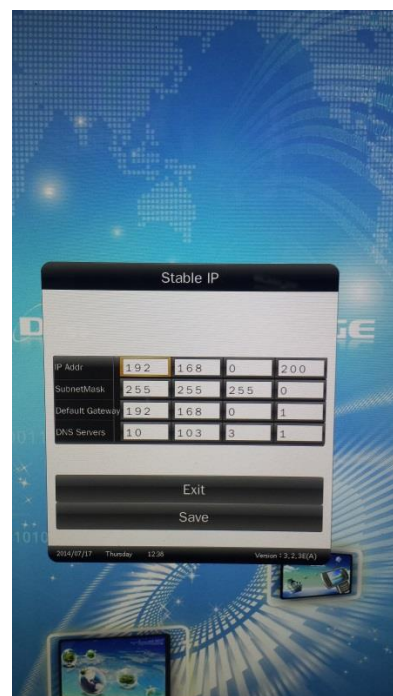 Stable IP
IP Addr 192 168 0 200
SubnetMask 255 255 255 0
Default Gateway 192 168 0 1
DNS Servers 10 103 3 1
Exit
Save
2014/07/17 Thursday 12:38 Version : 3, 2, 3E(A)